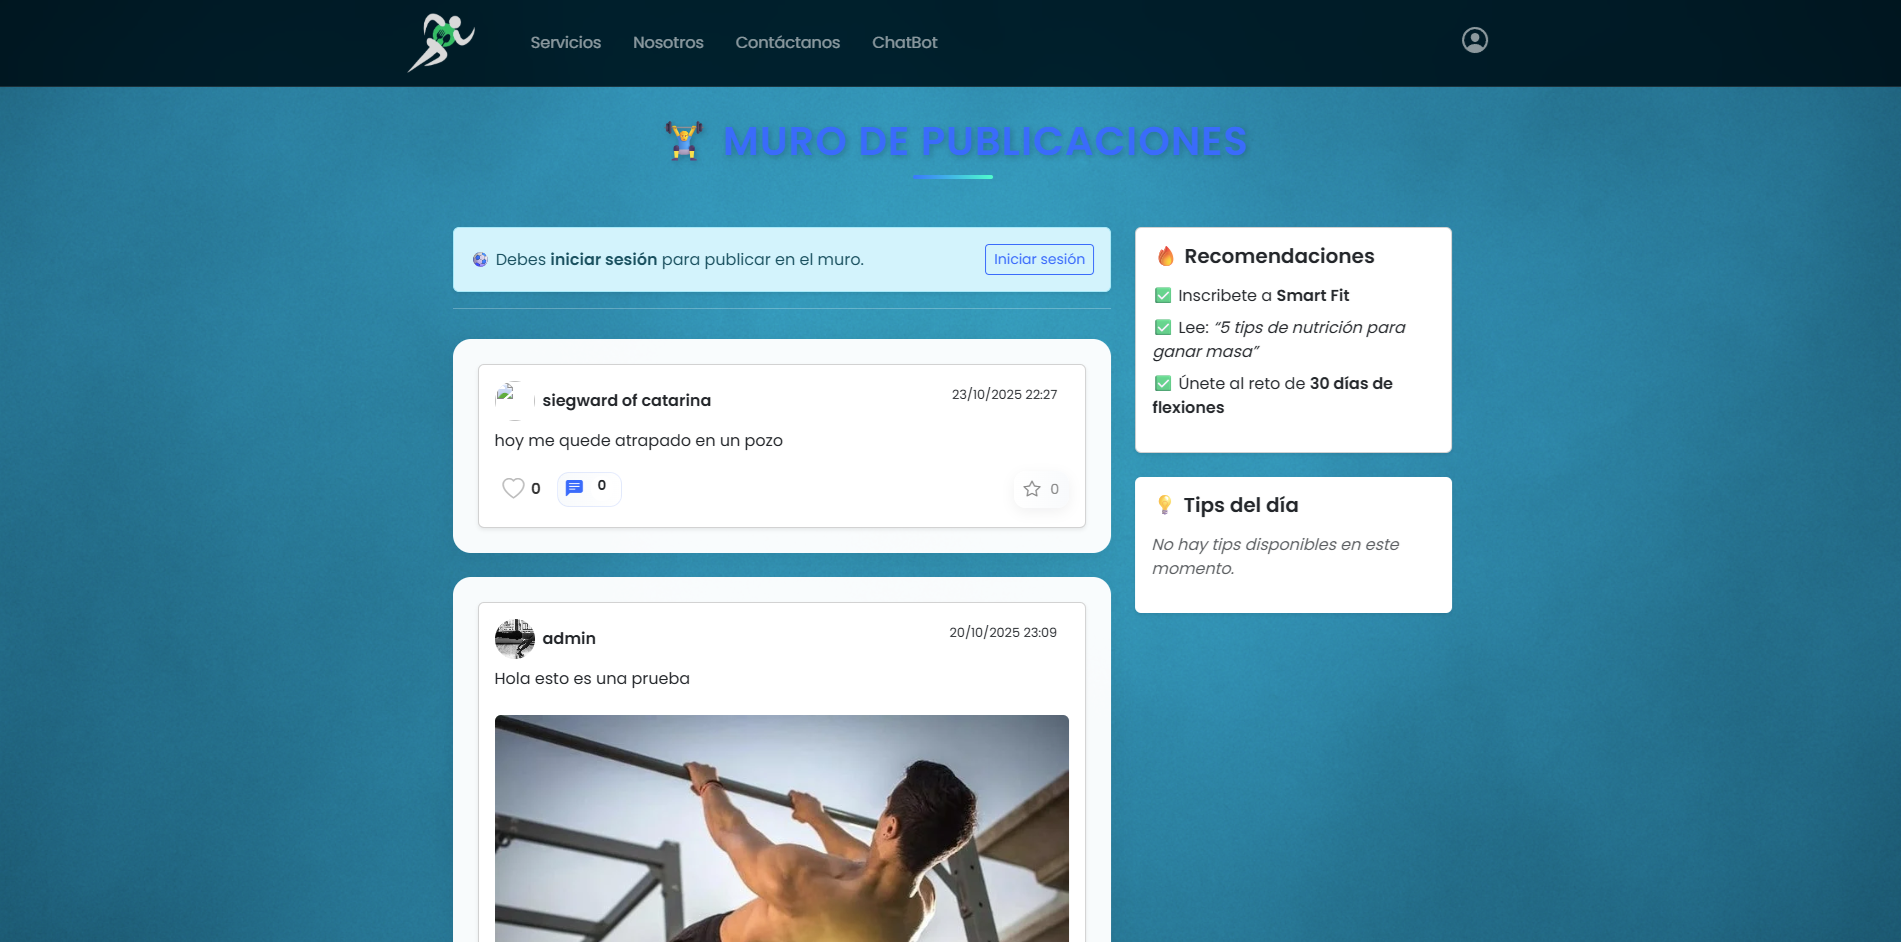 Servicios Nosotros Contáctanos ChatBot
MURO DE PUBLICACIONES
Debes iniciar sesión para publicar en el muro. Iniciar sesión
siegward of catarina 23/10/2025 22:27
hoy me quede atrapado en un pozo
0 0 0
admin 20/10/2025 23:09
Hola esto es una prueba
Recomendaciones
Inscribete a Smart Fit
Lee: “5 tips de nutrición para
ganar masa”
Únete al reto de 30 días de
flexiones
Tips del día
No hay tips disponibles en este
momento.